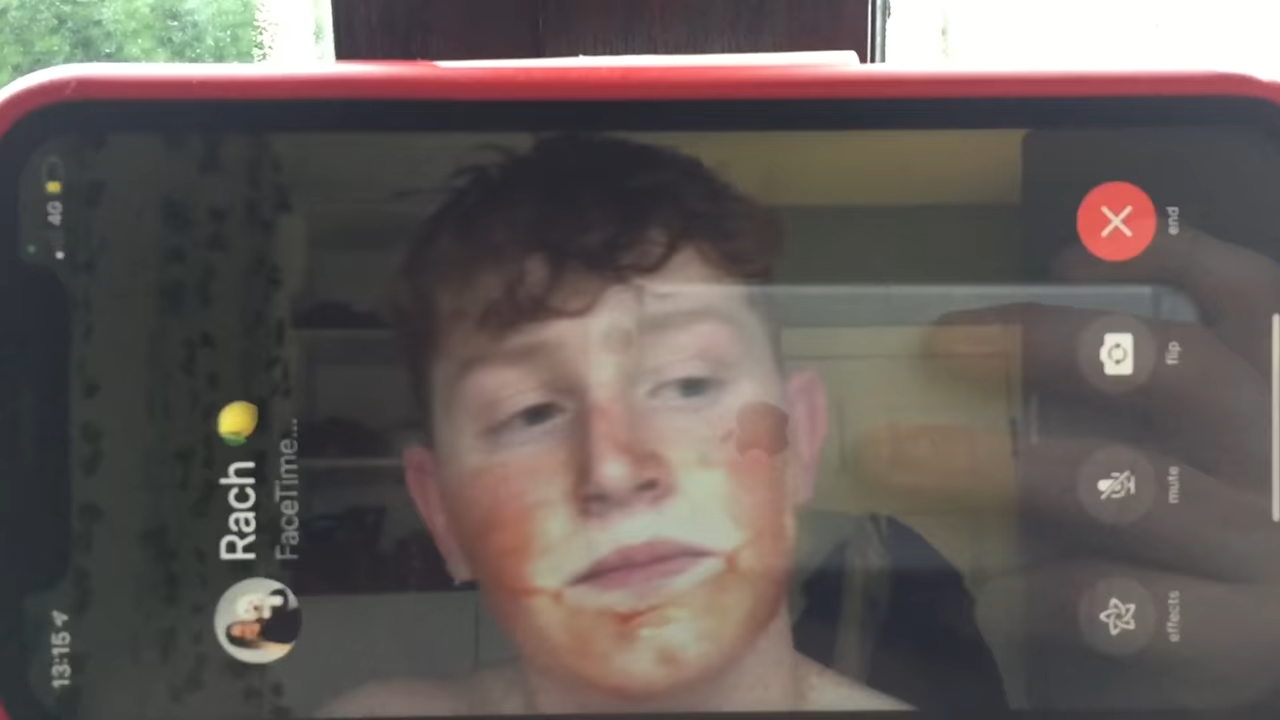 13:15
4G
Rach 🍋
FaceTime...
effects
mute
flip
end